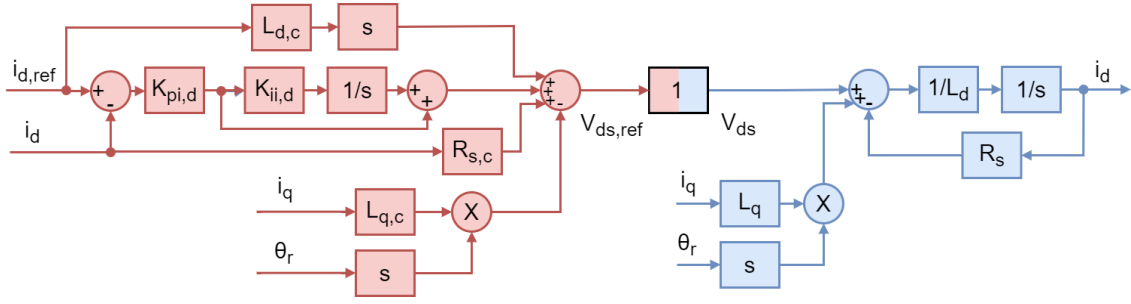 L_d,c
s
i_d,ref
+
-
K_pi,d
K_ii,d
1/s
+
+
+
+
+
+
-
V_ds,ref
1
V_ds
+
+
-
1/L_d
1/s
i_d
i_d
R_s,c
R_s
i_q
L_q,c
X
θ_r
s
i_q
L_q
X
θ_r
s